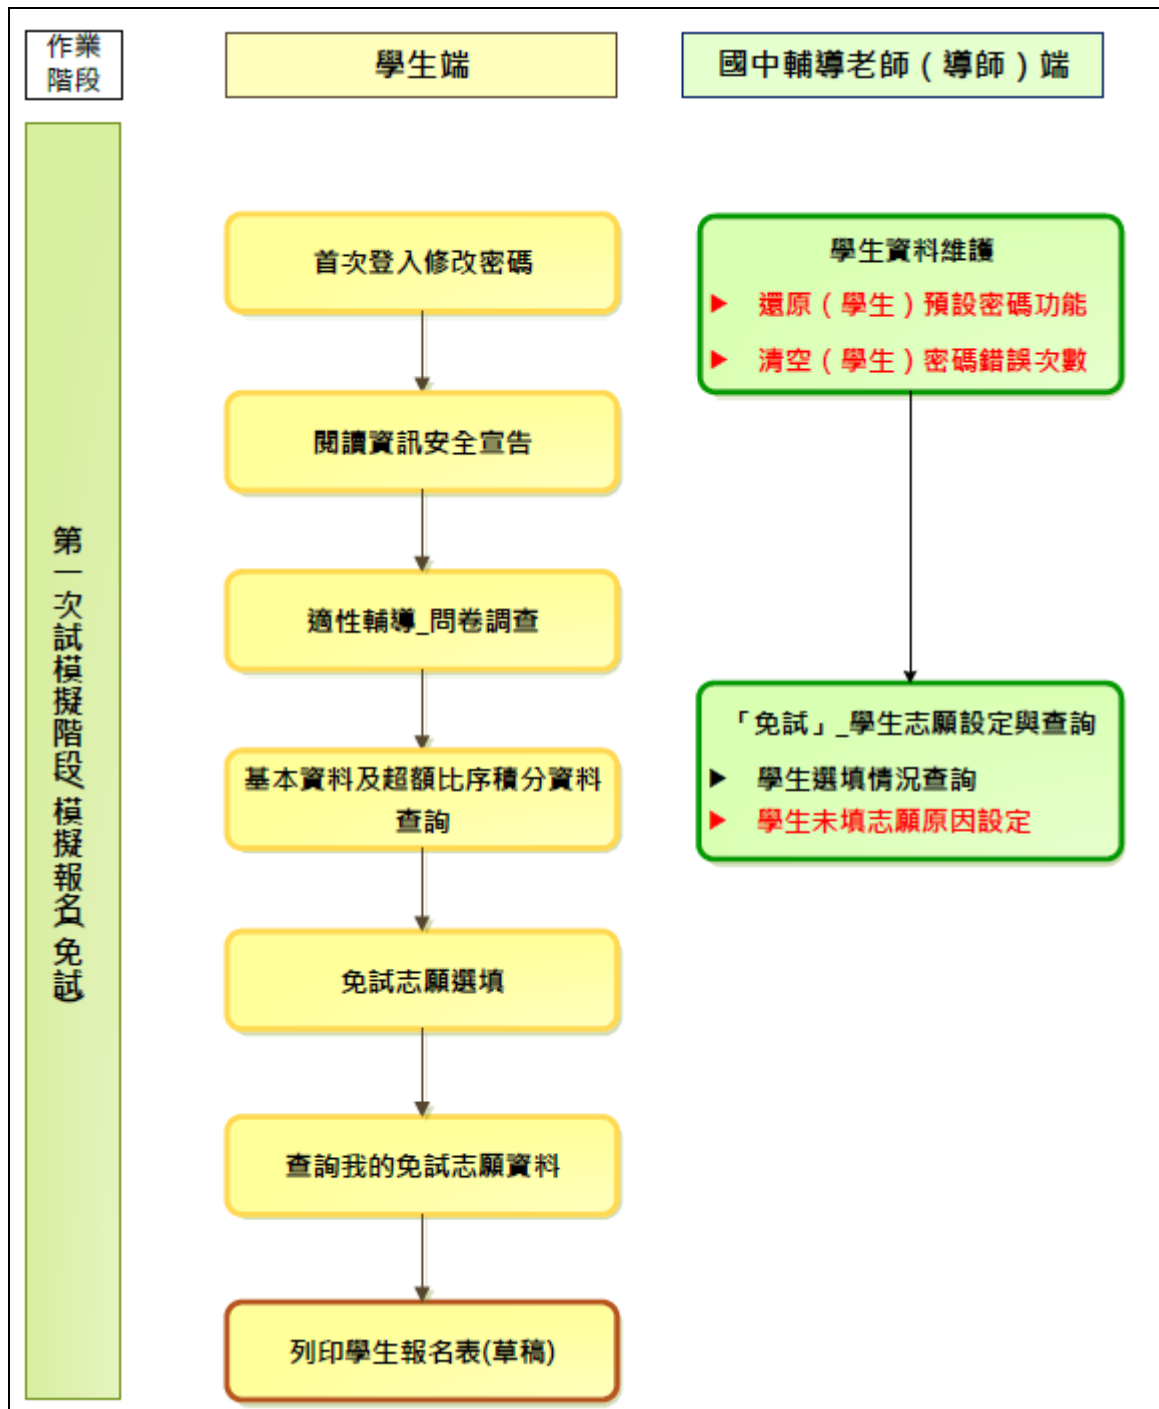 作業
階段
學生端
國中輔導老師（導師）端
第一次試模擬階段/模擬報名(免試)
首次登入修改密碼
閱讀資訊安全宣告
適性輔導_問卷調查
基本資料及超額比序積分資料
查詢
免試志願選填
查詢我的免試志願資料
列印學生報名表(草稿)
學生資料維護
▶ 還原（學生）預設密碼功能
▶ 清空（學生）密碼錯誤次數
「免試」_學生志願設定與查詢
▶ 學生選填情況查詢
▶ 學生未填志願原因設定